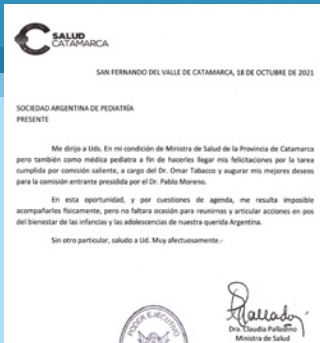 SALUD
CATAMARCA
SAN FERNANDO DEL VALLE DE CATAMARCA, 18 DE OCTUBRE DE 2021
SOCIEDAD ARGENTINA DE PEDIATRÍA
PRESENTE
Me dirijo a Uds. En mi condición de Ministra de Salud de la Provincia de Catamarca
pero también como médica pediatra a fin de hacerles llegar mis felicitaciones por la tarea
cumplida por comisión saliente, a cargo del Dr. Omar Tabacco y augurar mis mejores deseos
para la comisión entrante presidida por el Dr. Pablo Moreno.
En esta oportunidad, y por cuestiones de agenda, me resulta imposible
acompañarlos físicamente, pero no faltara ocasión para reunirnos y articular acciones en pos
del bienestar de las infancias y las adolescencias de nuestra querida Argentina.
Sin otro particular, saludo a Ud. Muy afectuosamente.-
PODER EJECUTIVO
Dra. Claudia Palladino
Ministra de Salud